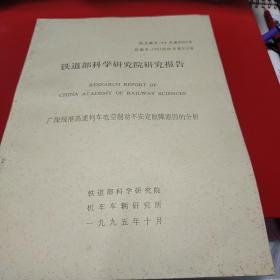 铁道部科学研究院研究报告
RESEARCH REPORT OF
CHINA ACADEMY OF RAILWAY SCIENCES
广深线准高速列车电空制动不安定故障原因的分析
铁道部科学研究院
机车车辆研究所
一九九五年十月